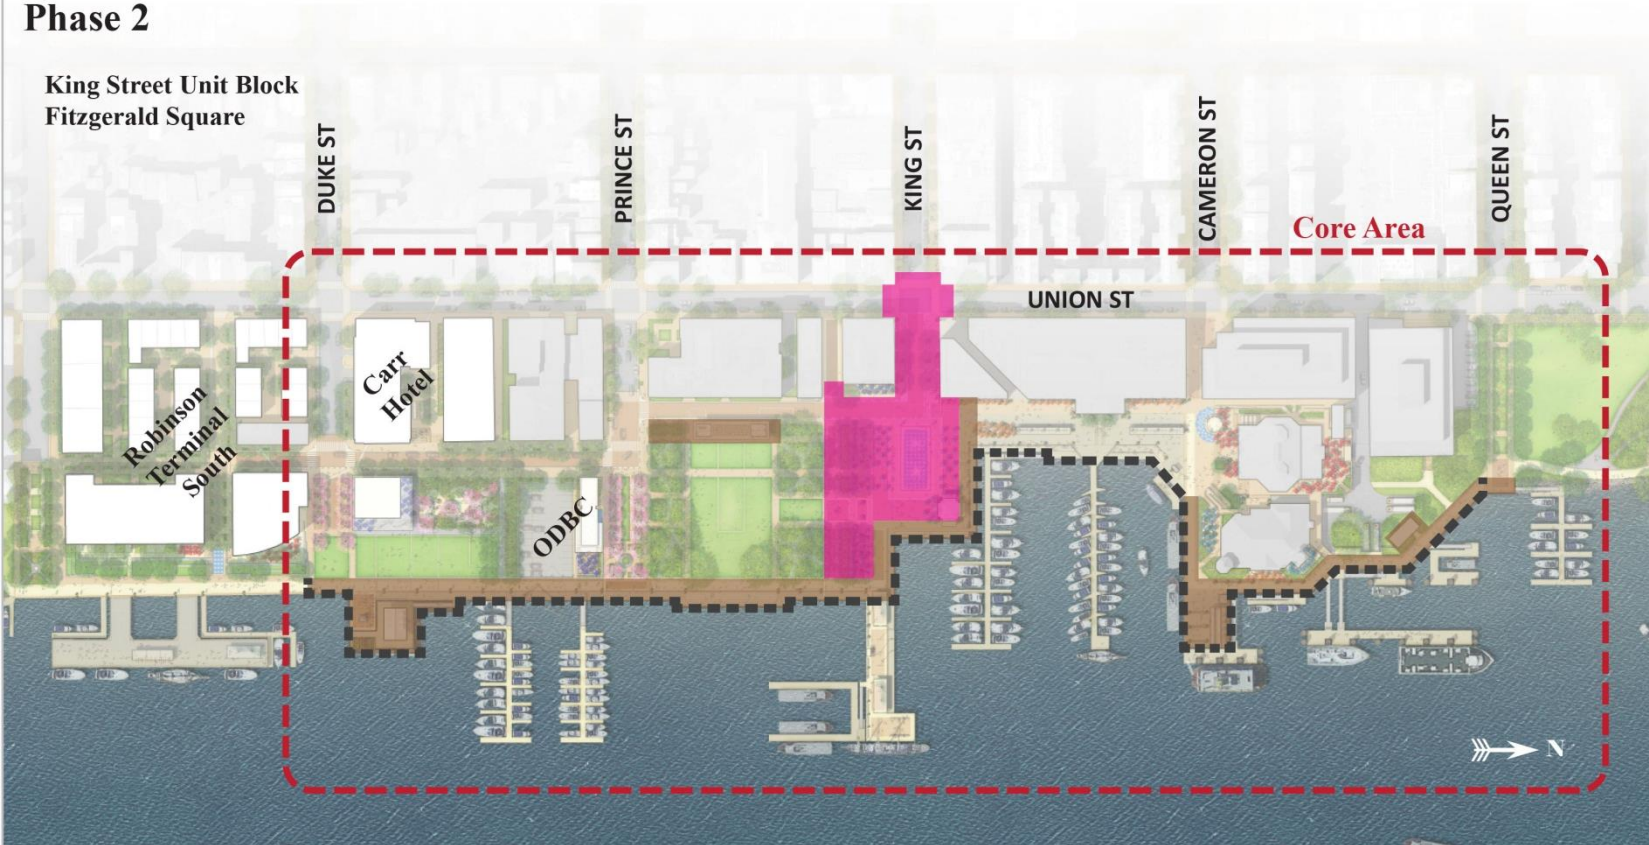 Phase 2
King Street Unit Block
Fitzgerald Square
DUKE ST
PRINCE ST
KING ST
CAMERON ST
QUEEN ST
Core Area
UNION ST
Carr
Hotel
Robinson
Terminal
South
ODBC
N